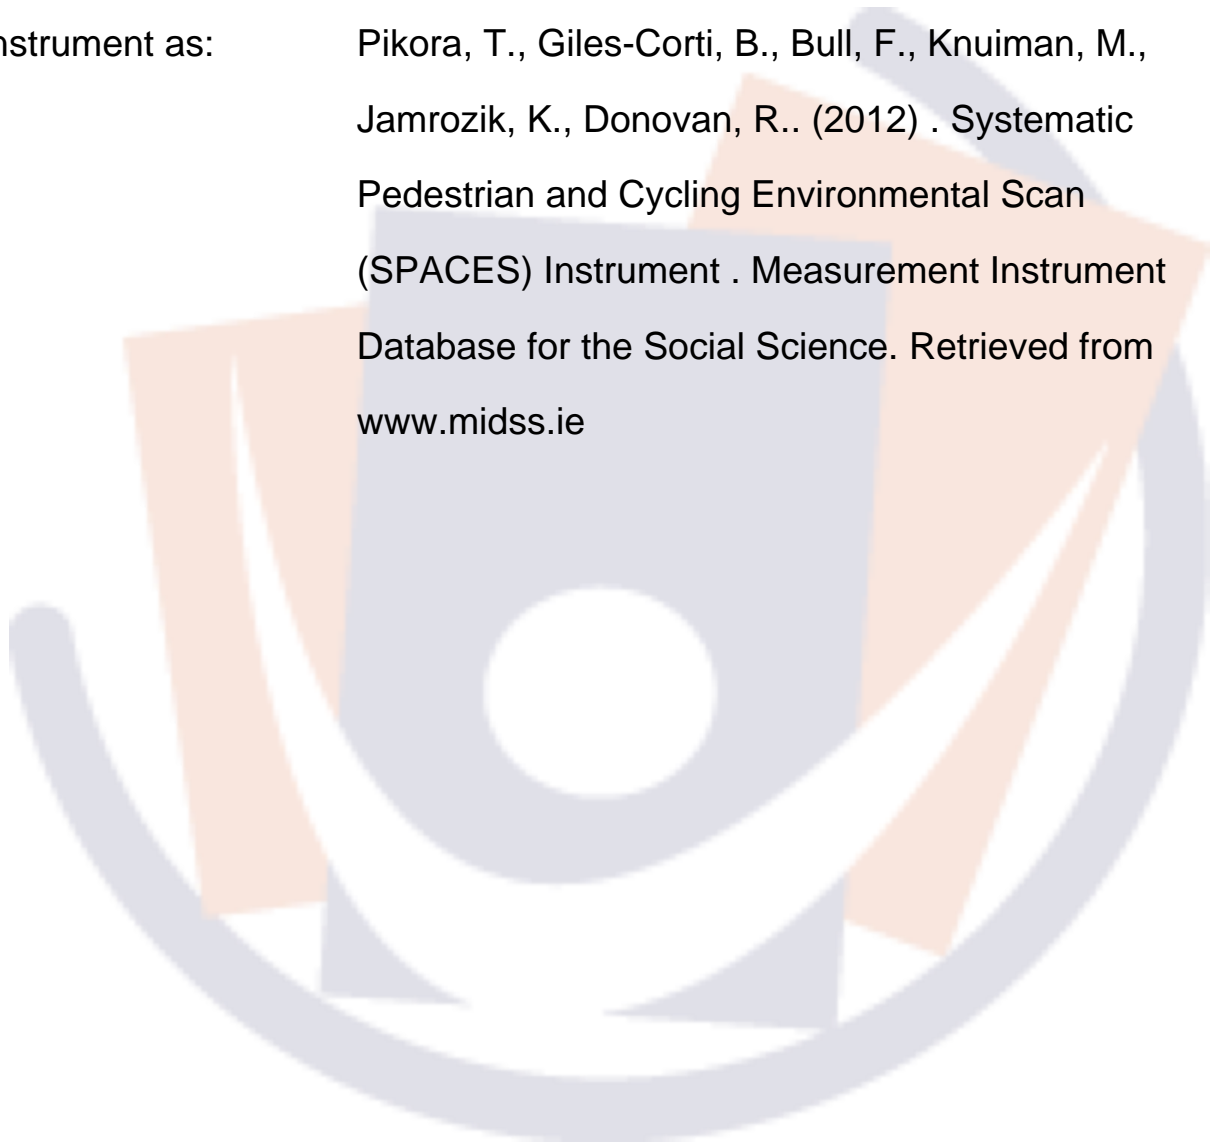 nstrument as: Pikora, T., Giles-Corti, B., Bull, F., Knuiman, M.,
Jamrozik, K., Donovan, R.. (2012) . Systematic
Pedestrian and Cycling Environmental Scan
(SPACES) Instrument . Measurement Instrument
Database for the Social Science. Retrieved from
www.midss.ie